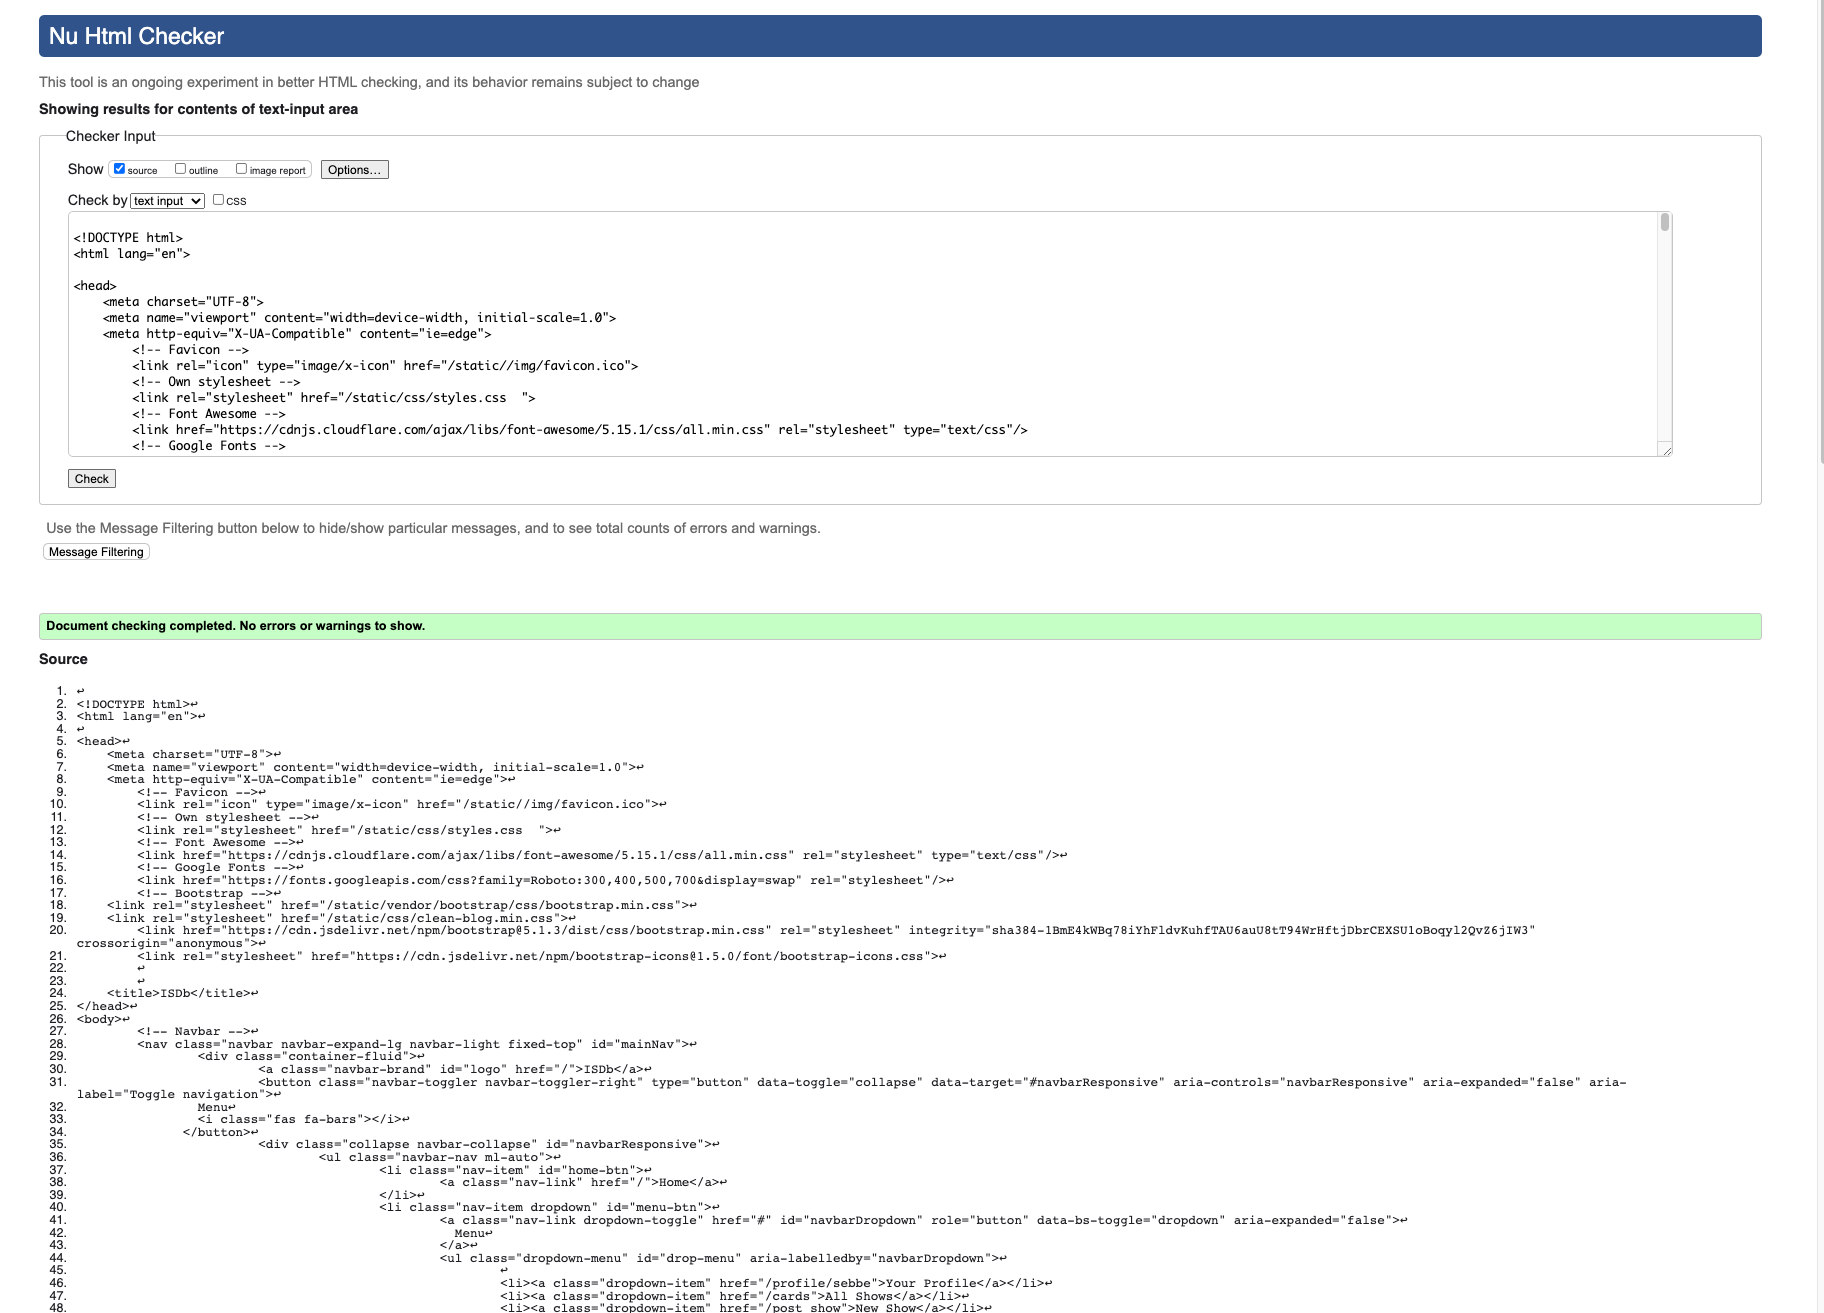 Nu Html Checker
This tool is an ongoing experiment in better HTML checking, and its behavior remains subject to change
Showing results for contents of text-input area
Checker Input
Show source outline image report Options...
Check by text input css
<!DOCTYPE html>
<html lang="en">
<head>
<meta charset="UTF-8">
<meta name="viewport" content="width=device-width, initial-scale=1.0">
<meta http-equiv="X-UA-Compatible" content="ie=edge">
<!-- Favicon -->
<link rel="icon" type="image/x-icon" href="/static//img/favicon.ico">
<!-- Own stylesheet -->
<link rel="stylesheet" href="/static/css/styles.css  ">
<!-- Font Awesome -->
<link href="https://cdnjs.cloudflare.com/ajax/libs/font-awesome/5.15.1/css/all.min.css" rel="stylesheet" type="text/css"/>
<!-- Google Fonts -->
Check
Use the Message Filtering button below to hide/show particular messages, and to see total counts of errors and warnings.
Message Filtering
Document checking completed. No errors or warnings to show.
Source
1. ↩
2. <!DOCTYPE html>↩
3. <html lang="en">↩
4. ↩
5. <head>↩
6. <meta charset="UTF-8">↩
7. <meta name="viewport" content="width=device-width, initial-scale=1.0">↩
8. <meta http-equiv="X-UA-Compatible" content="ie=edge">↩
9. <!-- Favicon -->↩
10. <link rel="icon" type="image/x-icon" href="/static//img/favicon.ico">↩
11. <!-- Own stylesheet -->↩
12. <link rel="stylesheet" href="/static/css/styles.css  ">↩
13. <!-- Font Awesome -->↩
14. <link href="https://cdnjs.cloudflare.com/ajax/libs/font-awesome/5.15.1/css/all.min.css" rel="stylesheet" type="text/css"/>↩
15. <!-- Google Fonts -->↩
16. <link href="https://fonts.googleapis.com/css?family=Roboto:300,400,500,700&display=swap" rel="stylesheet"/>↩
17. <!-- Bootstrap -->↩
18. <link rel="stylesheet" href="/static/vendor/bootstrap/css/bootstrap.min.css">↩
19. <link rel="stylesheet" href="/static/css/clean-blog.min.css">↩
20. <link href="https://cdn.jsdelivr.net/npm/bootstrap@5.1.3/dist/css/bootstrap.min.css" rel="stylesheet" integrity="sha384-1BmE4kWBq78iYhFldvKuhfTAU6auU8tT94WrHftjDbrCEXSU1oBoqyl2QvZ6jIW3"
crossorigin="anonymous">↩
21. <link rel="stylesheet" href="https://cdn.jsdelivr.net/npm/bootstrap-icons@1.5.0/font/bootstrap-icons.css">↩
22. ↩
23. ↩
24. <title>ISDb</title>↩
25. </head>↩
26. <body>↩
27. <!-- Navbar -->↩
28. <nav class="navbar navbar-expand-lg navbar-light fixed-top" id="mainNav">↩
29. <div class="container-fluid">↩
30. <a class="navbar-brand" id="logo" href="/">ISDb</a>↩
31. <button class="navbar-toggler navbar-toggler-right" type="button" data-toggle="collapse" data-target="#navbarResponsive" aria-controls="navbarResponsive" aria-expanded="false" aria-
label="Toggle navigation">↩
32. Menu↩
33. <i class="fas fa-bars"></i>↩
34. </button>↩
35. <div class="collapse navbar-collapse" id="navbarResponsive">↩
36. <ul class="navbar-nav ml-auto">↩
37. <li class="nav-item" id="home-btn">↩
38. <a class="nav-link" href="/">Home</a>↩
39. </li>↩
40. <li class="nav-item dropdown" id="menu-btn">↩
41. <a class="nav-link dropdown-toggle" href="#" id="navbarDropdown" role="button" data-bs-toggle="dropdown" aria-expanded="false">↩
42. Menu↩
43. </a>↩
44. <ul class="dropdown-menu" id="drop-menu" aria-labelledby="navbarDropdown">↩
45. ↩
46. <li><a class="dropdown-item" href="/profile/sebbe">Your Profile</a></li>↩
47. <li><a class="dropdown-item" href="/cards">All Shows</a></li>↩
48. <li><a class="dropdown-item" href="/post_show">New Show</a></li>↩